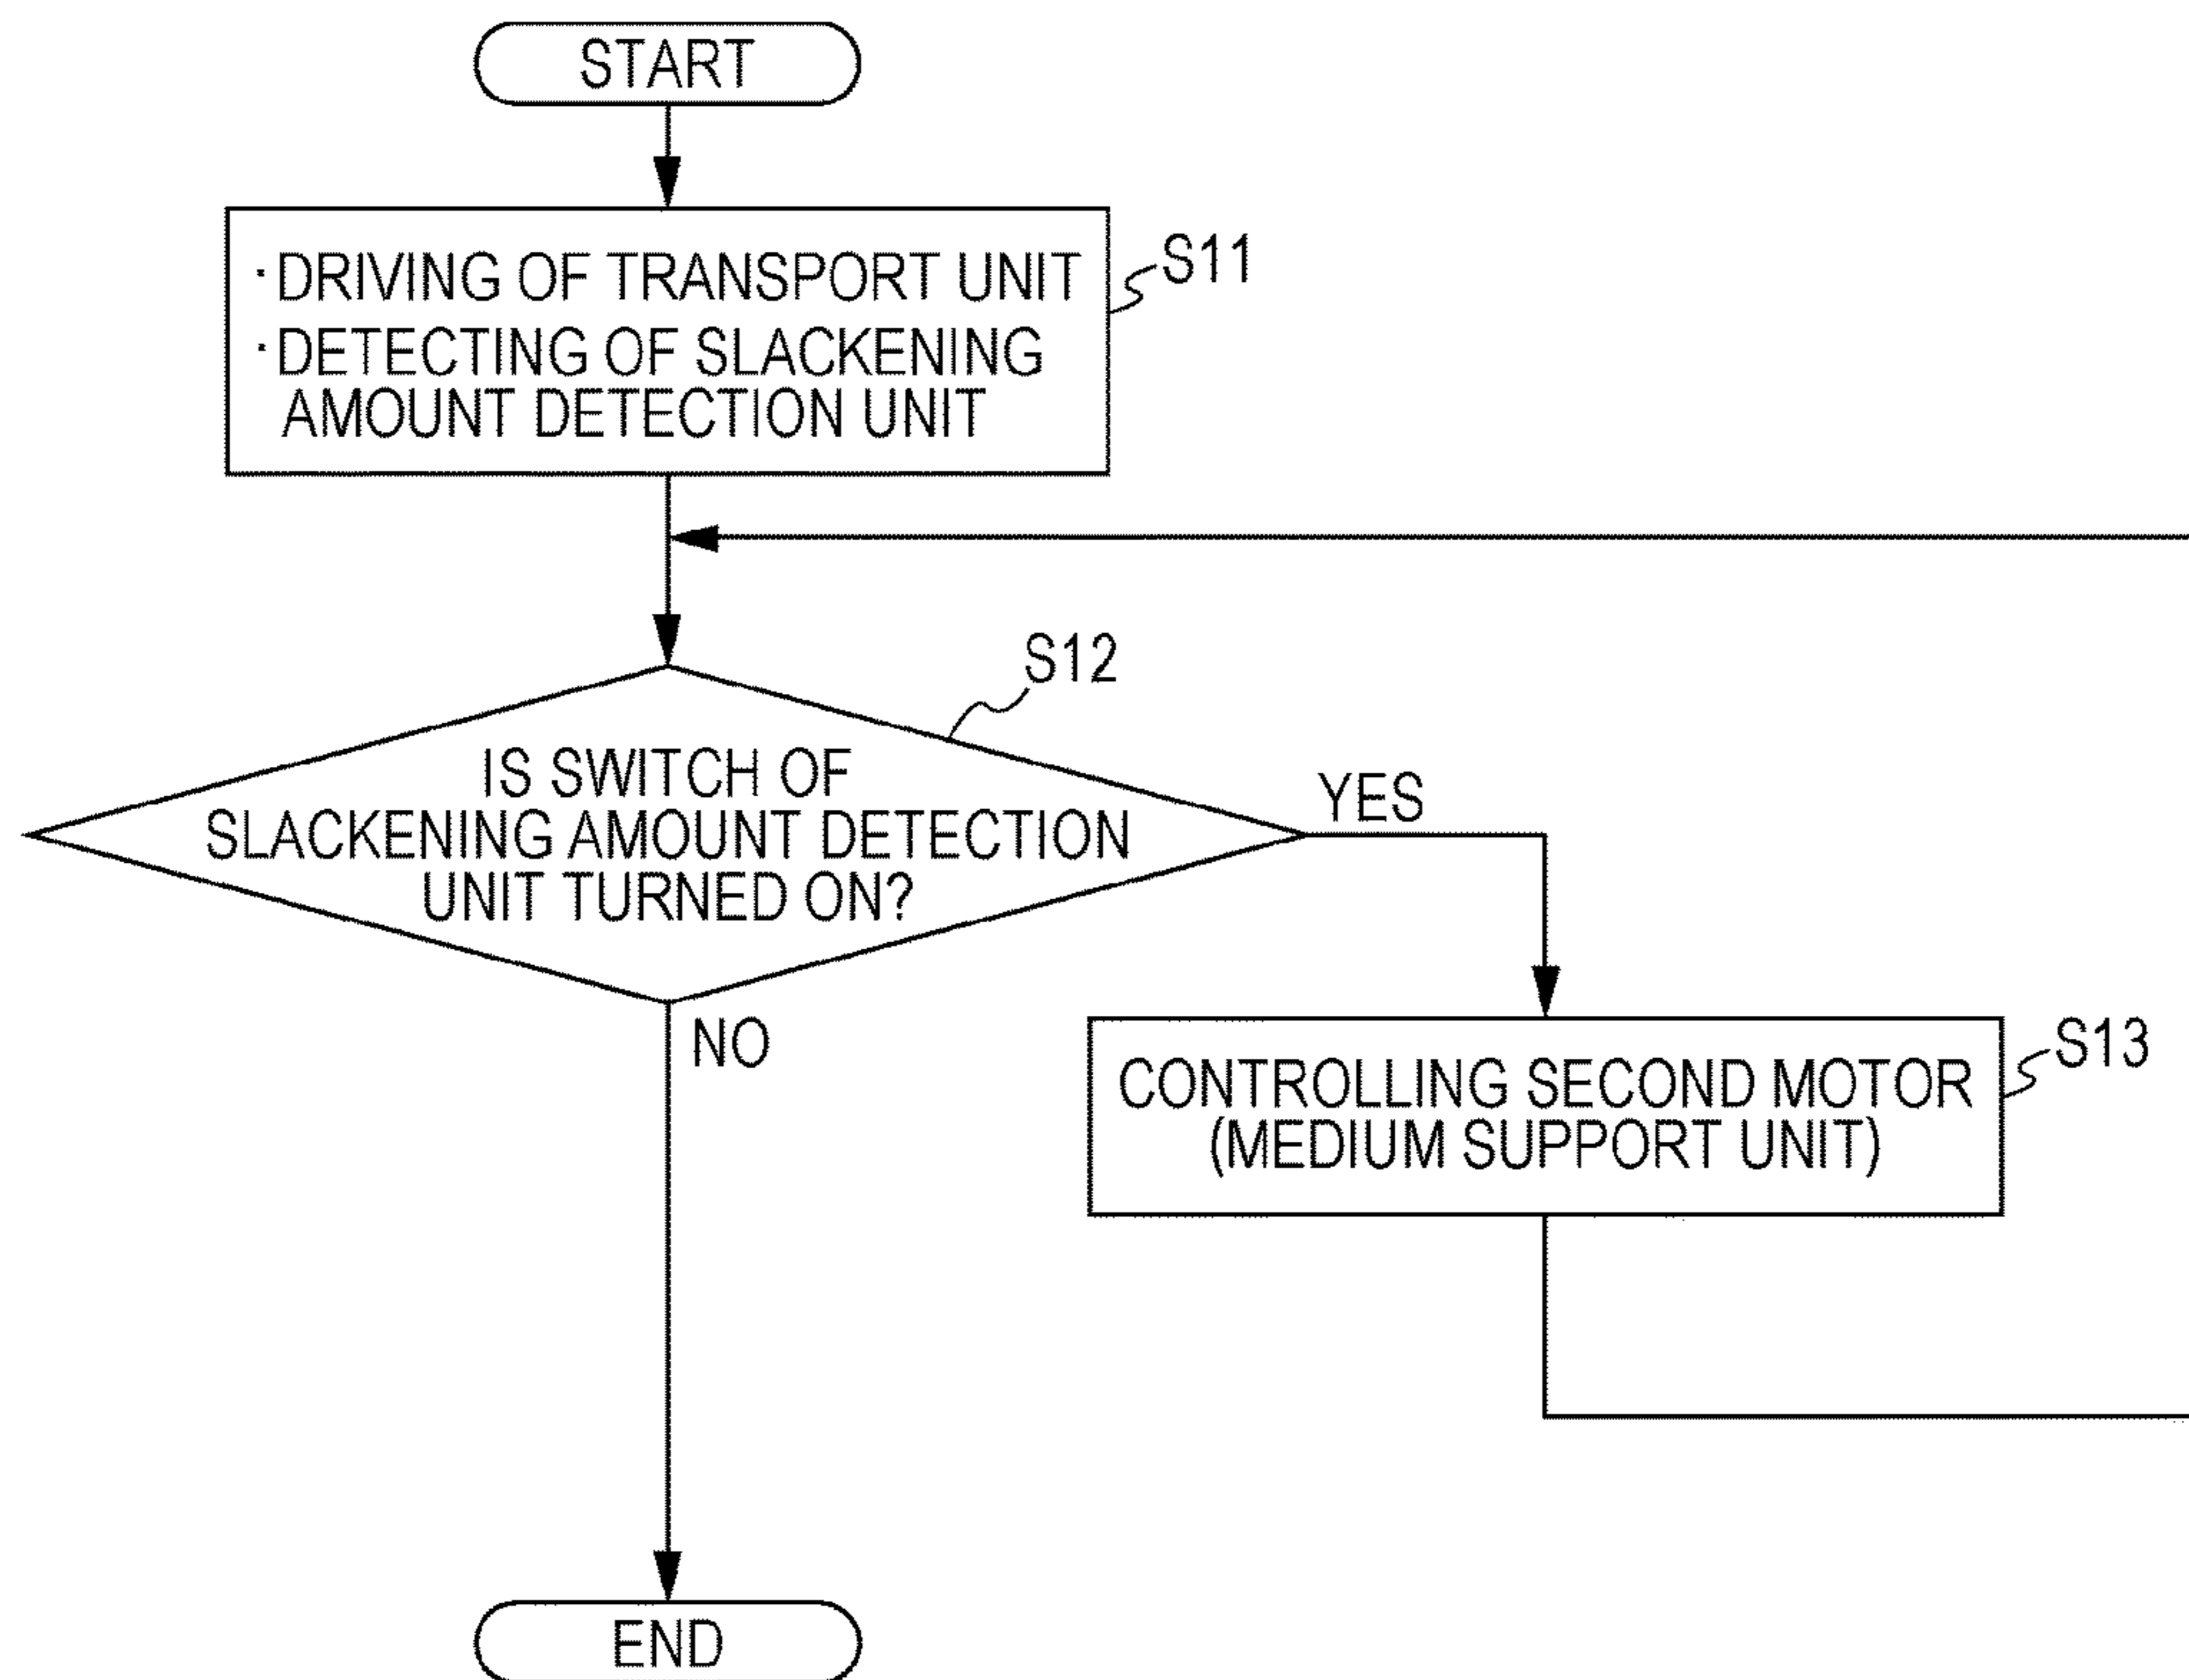 START
· DRIVING OF TRANSPORT UNIT
· DETECTING OF SLACKENING
AMOUNT DETECTION UNIT
S11
S12
IS SWITCH OF
SLACKENING AMOUNT DETECTION
UNIT TURNED ON?
YES
NO
CONTROLLING SECOND MOTOR
(MEDIUM SUPPORT UNIT)
S13
END